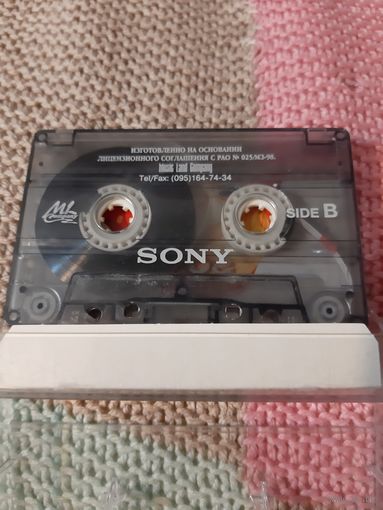 ИЗГОТОВЛЕННО НА ОСНОВАНИИ
ЛИЦЕНЗИОННОГО СОГЛАШЕНИЯ С РАО № 025/МЗ-98.
Music Land Company
Tel/Fax: (095)164-74-34
ML
SIDE B
SONY